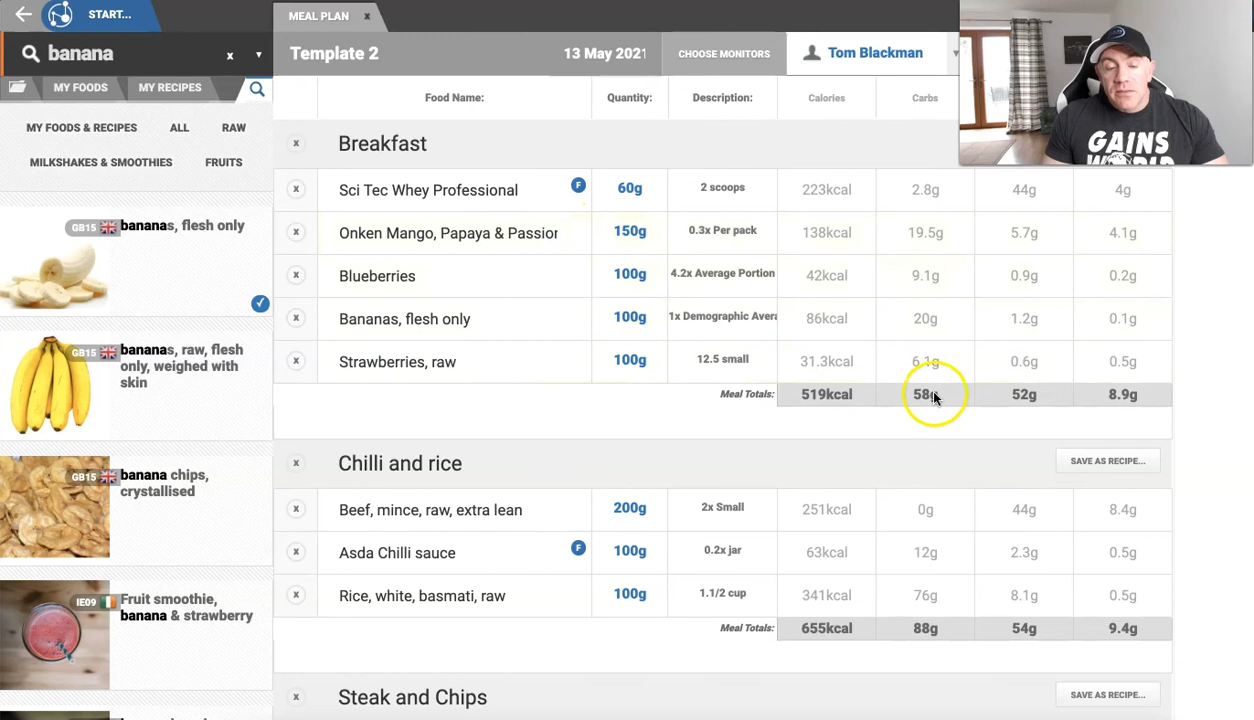 START...
MEAL PLAN x
banana x
Template 2 13 May 2021 CHOOSE MONITORS Tom Blackman
MY FOODS MY RECIPES
MY FOODS & RECIPES ALL RAW
MILKSHAKES & SMOOTHIES FRUITS
GB15 bananas, flesh only
GB15 bananas, raw, flesh
only, weighed with
skin
GB15 banana chips,
crystallised
IE09 Fruit smoothie,
banana & strawberry
Food Name: Quantity: Description: Calories Carbs
x Breakfast
x Sci Tec Whey Professional F 60g 2 scoops 223kcal 2.8g 44g 4g
x Onken Mango, Papaya & Passion 150g 0.3x Per pack 138kcal 19.5g 5.7g 4.1g
x Blueberries 100g 4.2x Average Portion 42kcal 9.1g 0.9g 0.2g
x Bananas, flesh only 100g 1x Demographic Avera 86kcal 20g 1.2g 0.1g
x Strawberries, raw 100g 12.5 small 31.3kcal 6.1g 0.6g 0.5g
Meal Totals: 519kcal 58g 52g 8.9g
x Chilli and rice SAVE AS RECIPE...
x Beef, mince, raw, extra lean 200g 2x Small 251kcal 0g 44g 8.4g
x Asda Chilli sauce F 100g 0.2x jar 63kcal 12g 2.3g 0.5g
x Rice, white, basmati, raw 100g 1.1/2 cup 341kcal 76g 8.1g 0.5g
Meal Totals: 655kcal 88g 54g 9.4g
x Steak and Chips SAVE AS RECIPE...
GAINS